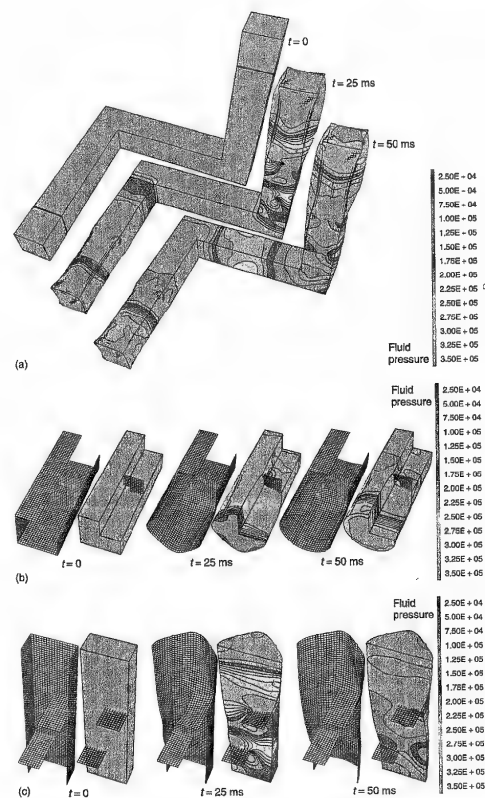 t = 0
t = 25 ms
t = 50 ms
2.50E + 04
5.00E + 04
7.50E + 04
1.00E + 05
1.25E + 05
1.50E + 05
1.75E + 05
2.00E + 05
2.25E + 05
2.50E + 05
2.75E + 05
3.00E + 05
3.25E + 05
3.50E + 05
Fluid
pressure
(a)
Fluid
pressure
2.50E + 04
5.00E + 04
7.50E + 04
1.00E + 05
1.25E + 05
1.50E + 05
1.75E + 05
2.00E + 05
2.25E + 05
2.50E + 05
2.75E + 05
3.00E + 05
3.25E + 05
3.50E + 05
t = 0
t = 25 ms
t = 50 ms
(b)
Fluid
pressure
2.50E + 04
5.00E + 04
7.50E + 04
1.00E + 05
1.25E + 05
1.50E + 05
1.75E + 05
2.00E + 05
2.25E + 05
2.50E + 05
2.75E + 05
3.00E + 05
3.25E + 05
3.50E + 05
(c)
t = 0
t = 25 ms
t = 50 ms